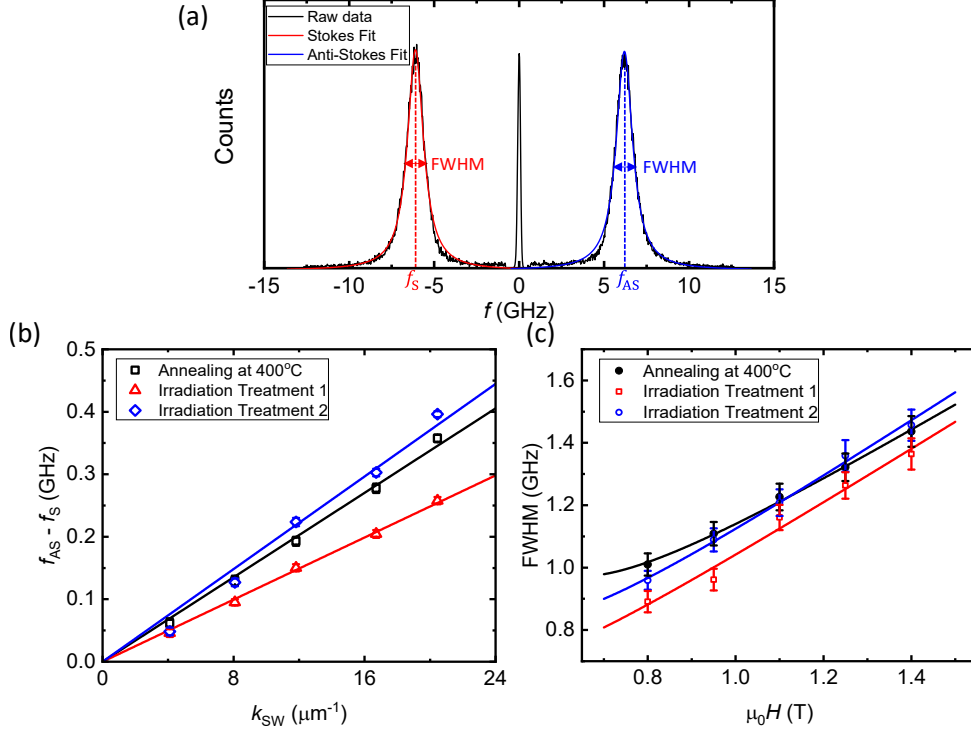 (a)
Raw data
Stokes Fit
Anti-Stokes Fit
Counts
FWHM
FWHM
-15 -10 -5 0 5 10 15
fS
fAS
f (GHz)
(b)
0.5
0.4
0.3
0.2
0.1
0.0
fAS - fS (GHz)
Annealing at 400°C
Irradiation Treatment 1
Irradiation Treatment 2
0 8 16 24
kSW (μm-1)
(c)
1.6
1.4
1.2
1.0
0.8
FWHM (GHz)
Annealing at 400°C
Irradiation Treatment 1
Irradiation Treatment 2
0.8 1.0 1.2 1.4
μ0H (T)